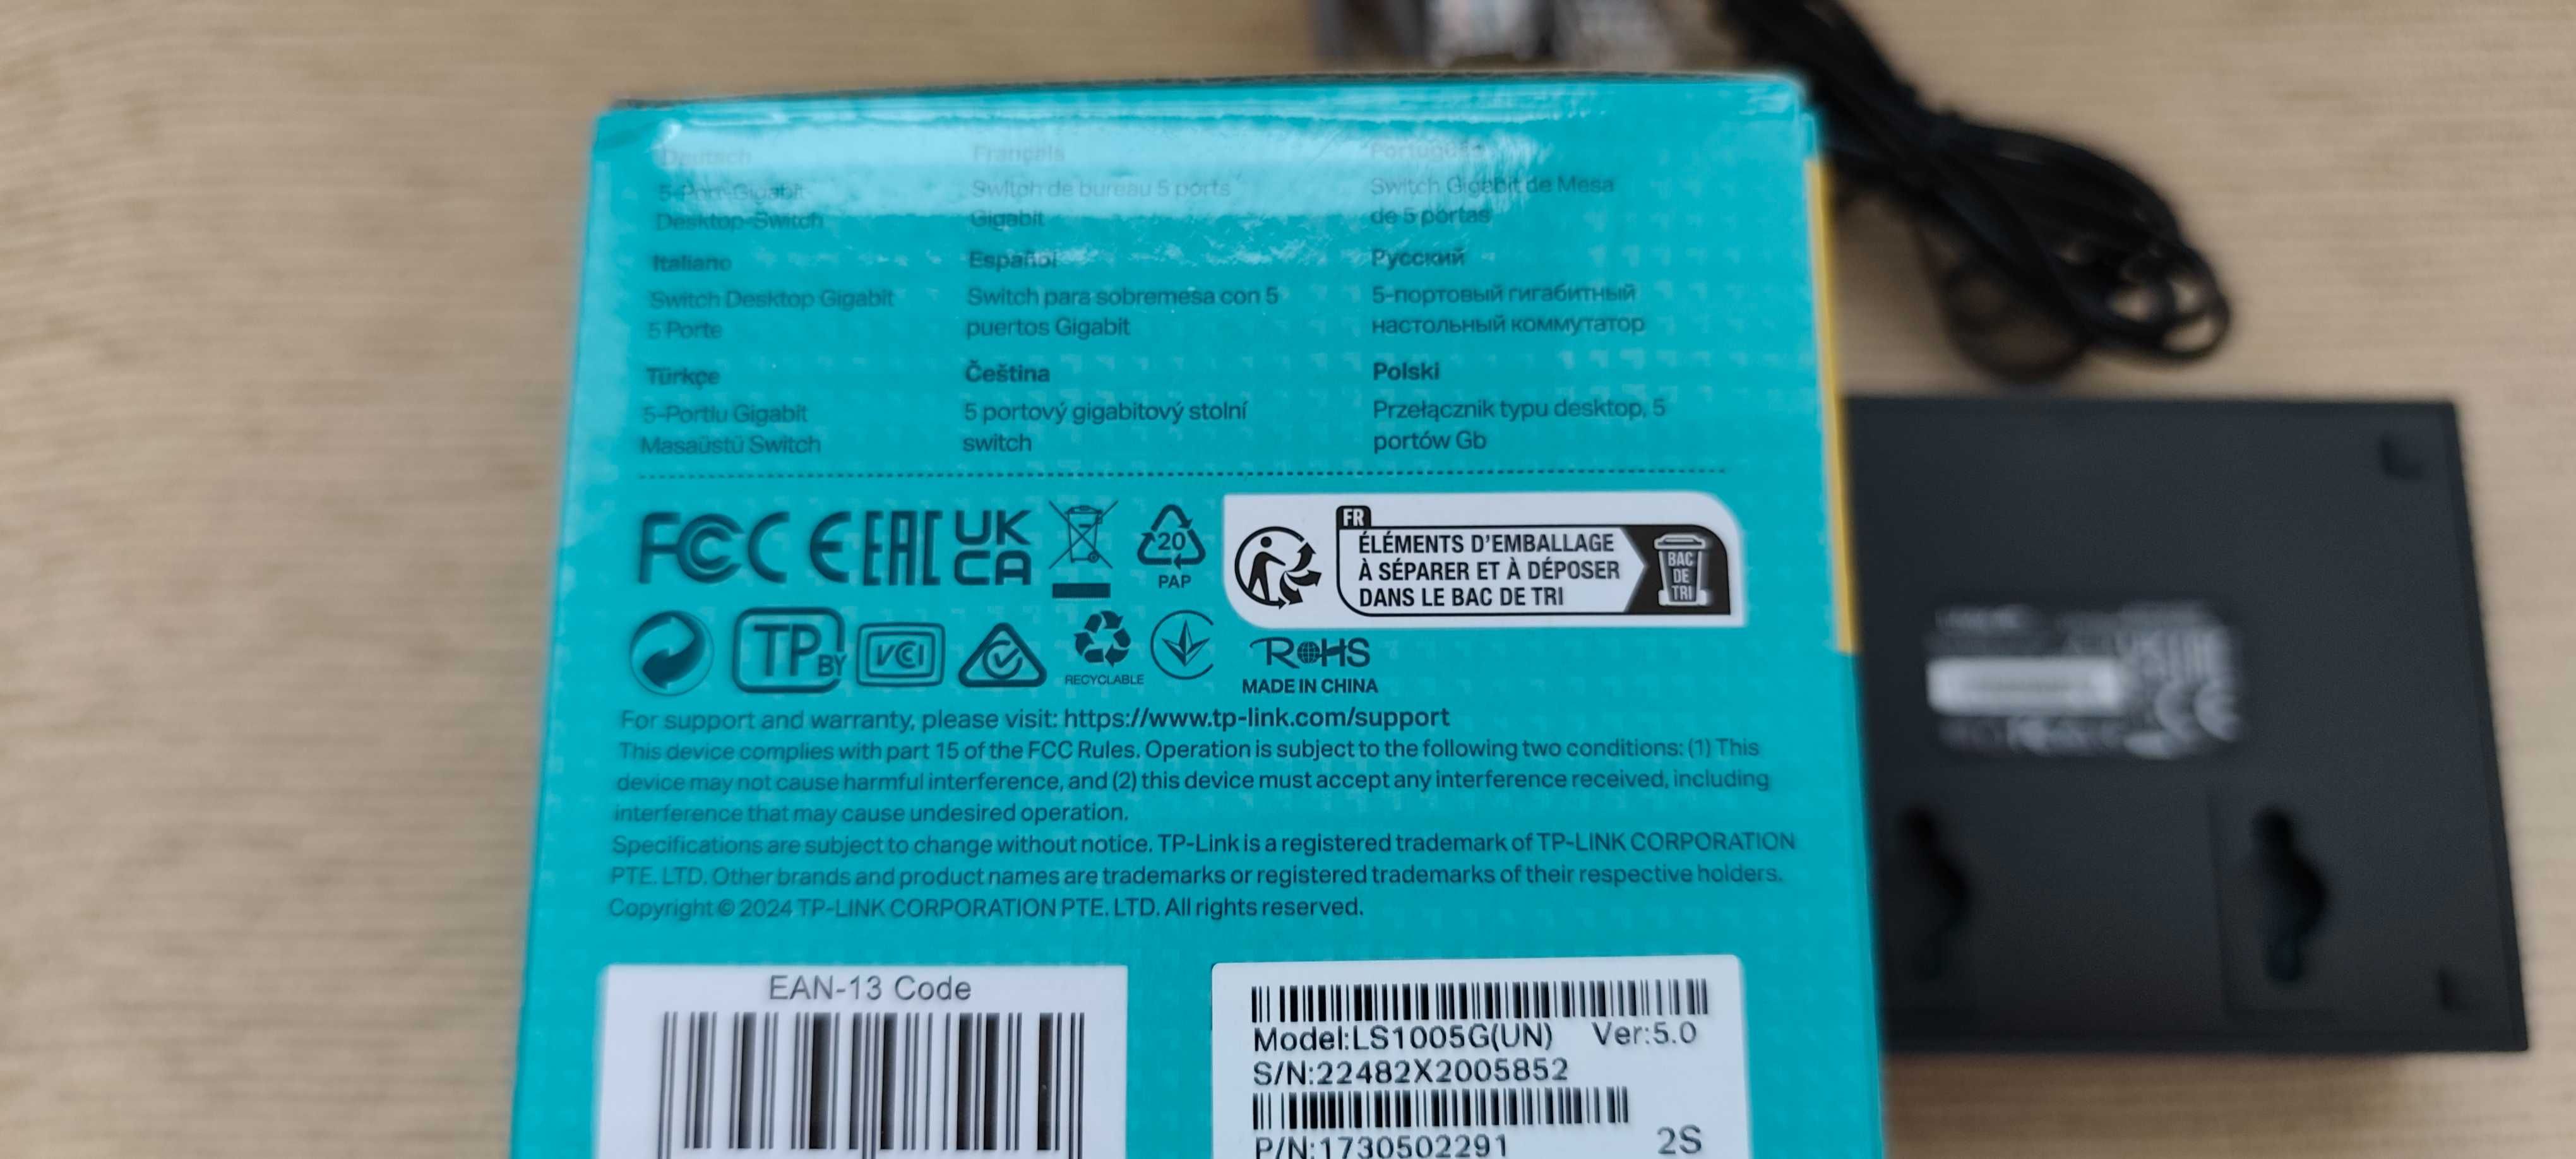 Deutsch
5-Port-Gigabit
Desktop-Switch
Français
Switch de bureau 5 ports
Gigabit
Português
Switch Gigabit de Mesa
de 5 portas
Italiano
Switch Desktop Gigabit
5 Porte
Español
Switch para sobremesa con 5
puertos Gigabit
Русский
5-портовый гигабитный
настольный коммутатор
Türkçe
5-Portlu Gigabit
Masaüstü Switch
Čeština
5 portový gigabitový stolní
switch
Polski
Przełącznik typu desktop, 5
portów Gb
FCC CE EAC UK
CA
20
PAP
FR
ÉLÉMENTS D'EMBALLAGE
À SÉPARER ET À DÉPOSER
DANS LE BAC DE TRI
BAC
DE
TRI
TP BY
VCCI
RECYCLABLE
RoHS
MADE IN CHINA
For support and warranty, please visit: https://www.tp-link.com/support
This device complies with part 15 of the FCC Rules. Operation is subject to the following two conditions: (1) This
device may not cause harmful interference, and (2) this device must accept any interference received, including
interference that may cause undesired operation.
Specifications are subject to change without notice. TP-Link is a registered trademark of TP-LINK CORPORATION
PTE. LTD. Other brands and product names are trademarks or registered trademarks of their respective holders.
Copyright © 2024 TP-LINK CORPORATION PTE. LTD. All rights reserved.
EAN-13 Code
Model:LS1005G(UN) Ver:5.0
S/N:22482X2005852
P/N:1730502291 2S